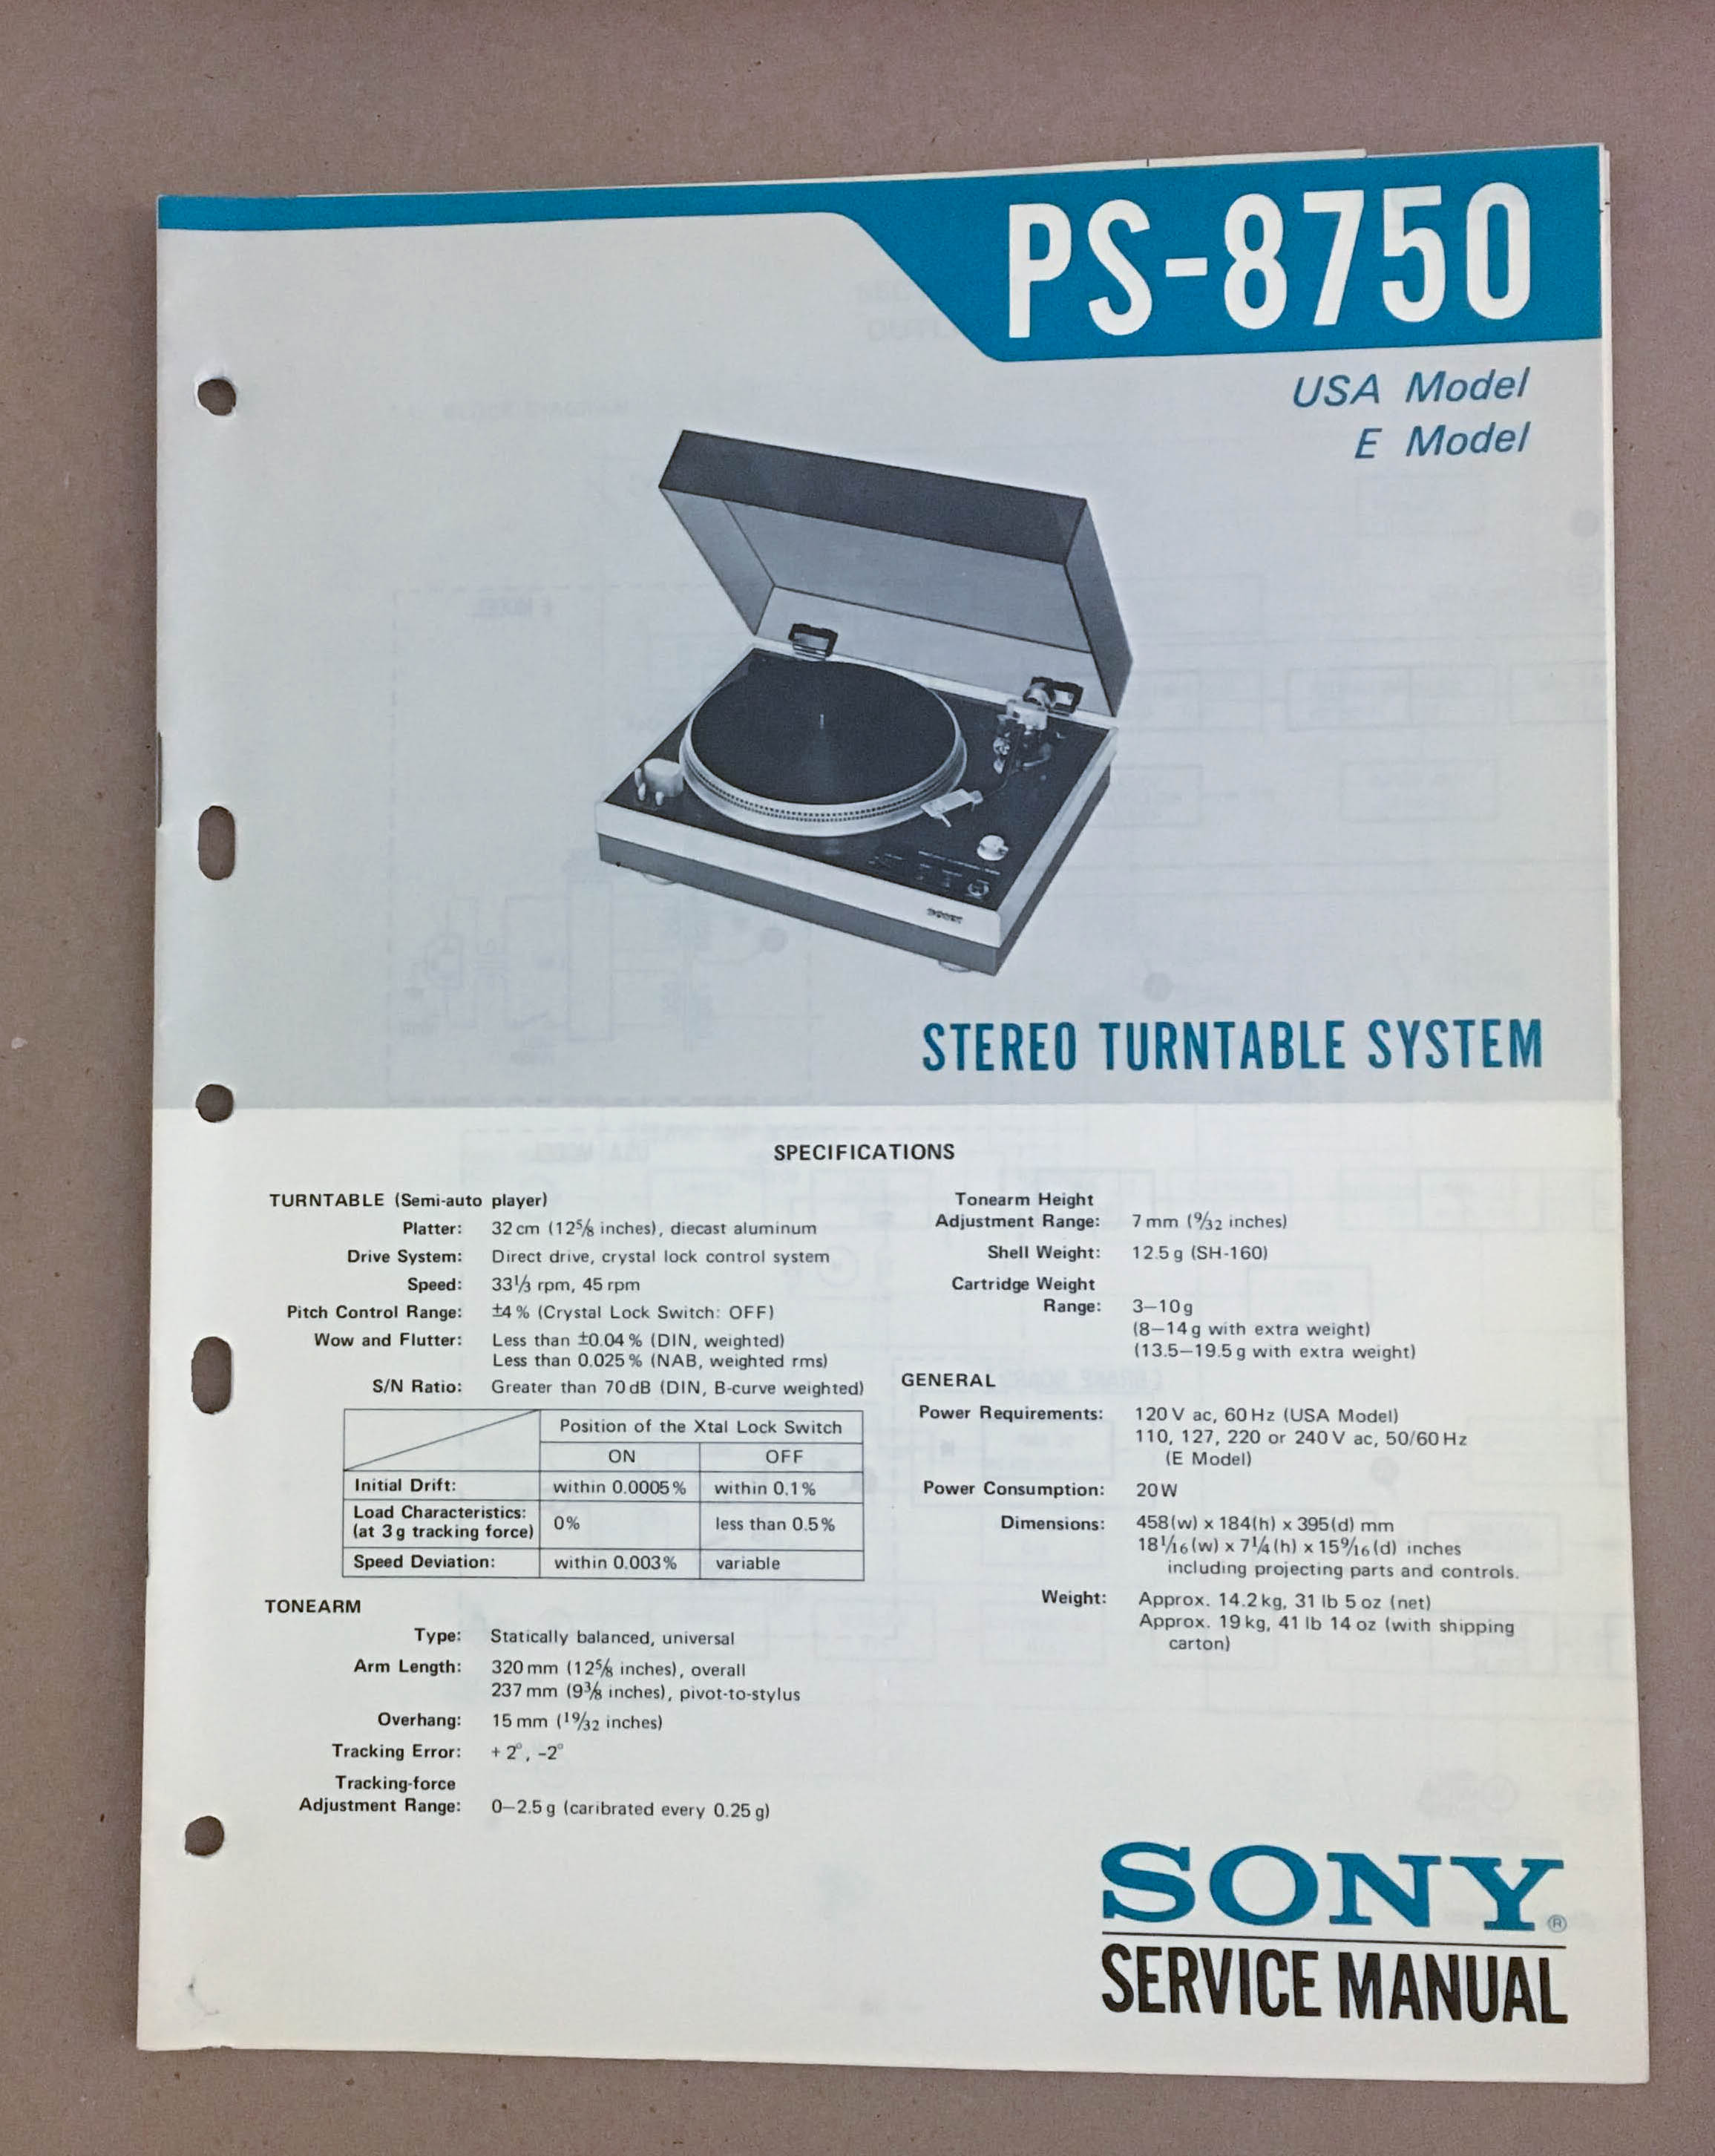 PS-8750
USA Model
E Model
SONY
STEREO TURNTABLE SYSTEM
SPECIFICATIONS
TURNTABLE (Semi-auto player)
Platter: 32 cm (12 5/8 inches), diecast aluminum
Drive System: Direct drive, crystal lock control system
Speed: 33 1/3 rpm, 45 rpm
Pitch Control Range: ±4 % (Crystal Lock Switch: OFF)
Wow and Flutter: Less than ±0.04 % (DIN, weighted)
Less than 0.025 % (NAB, weighted rms)
S/N Ratio: Greater than 70 dB (DIN, B-curve weighted)
Position of the Xtal Lock Switch
ON OFF
Initial Drift: within 0.0005 % within 0.1 %
Load Characteristics:
(at 3 g tracking force) 0% less than 0.5 %
Speed Deviation: within 0.003 % variable
TONEARM
Type: Statically balanced, universal
Arm Length: 320 mm (12 5/8 inches), overall
237 mm (9 3/8 inches), pivot-to-stylus
Overhang: 15 mm (19/32 inches)
Tracking Error: + 2°, -2°
Tracking-force
Adjustment Range: 0–2.5 g (caribrated every 0.25 g)
Tonearm Height
Adjustment Range: 7 mm (9/32 inches)
Shell Weight: 12.5 g (SH-160)
Cartridge Weight
Range: 3–10 g
(8–14 g with extra weight)
(13.5–19.5 g with extra weight)
GENERAL
Power Requirements: 120 V ac, 60 Hz (USA Model)
110, 127, 220 or 240 V ac, 50/60 Hz
(E Model)
Power Consumption: 20 W
Dimensions: 458 (w) x 184 (h) x 395 (d) mm
18 1/16 (w) x 7 1/4 (h) x 15 9/16 (d) inches
including projecting parts and controls.
Weight: Approx. 14.2 kg, 31 lb 5 oz (net)
Approx. 19 kg, 41 lb 14 oz (with shipping
carton)
SONY®
SERVICE MANUAL